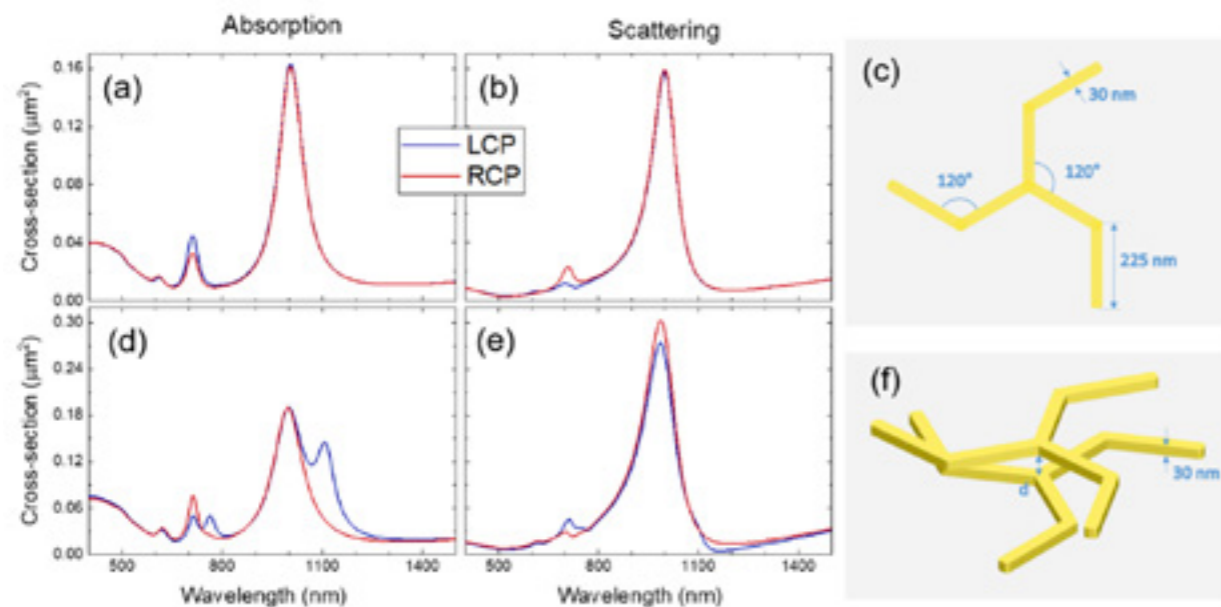 Absorption
Scattering
(a)
(b)
(c)
(d)
(e)
(f)
Cross-section (μm²)
0.16
0.12
0.08
0.04
0.00
LCP
RCP
Cross-section (μm²)
0.30
0.24
0.18
0.12
0.06
0.00
500
800
1100
1400
500
800
1100
1400
Wavelength (nm)
Wavelength (nm)
30 nm
120°
120°
225 nm
30 nm
d